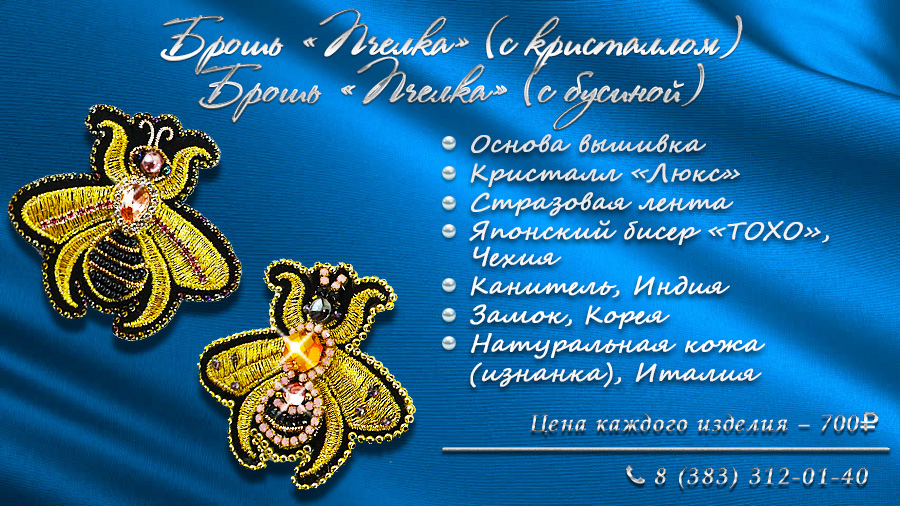 Брошь «Пчелка» (с кристаллом)
Брошь «Пчелка» (с бусиной)
Основа вышивка
Кристалл «Люкс»
Стразовая лента
Японский бисер «ТОХО»,
Чехия
Канитель, Индия
Замок, Корея
Натуральная кожа
(изнанка), Италия
Цена каждого изделия – 700₽
8 (383) 312-01-40